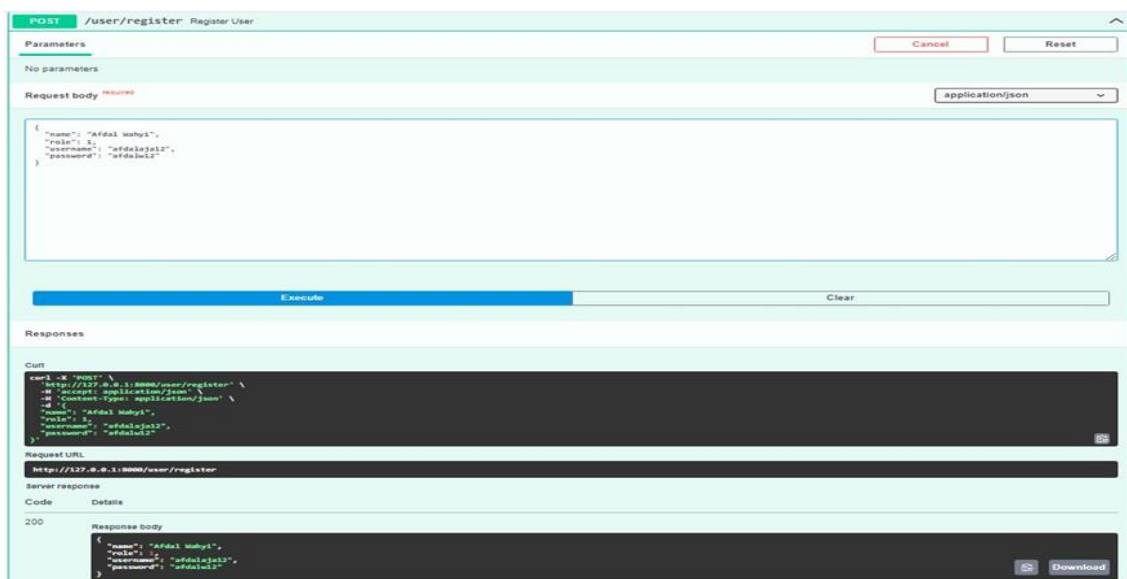 POST /user/register Register User
Parameters
Cancel
Reset
No parameters
Request body required
application/json
{
"name": "Afdal Wahyi",
"role": 1,
"username": "afdalaja12",
"password": "afdalw12"
}
Execute
Clear
Responses
Curl
curl -X 'POST' \
'http://127.0.0.1:8000/user/register' \
-H 'accept: application/json' \
-H 'Content-Type: application/json' \
-d '{
"name": "Afdal Wahyi",
"role": 1,
"username": "afdalaja12",
"password": "afdalw12"
}'
Request URL
http://127.0.0.1:8000/user/register
Server response
Code Details
200
Response body
{
"name": "Afdal Wahyi",
"role": 1,
"username": "afdalaja12",
"password": "afdalw12"
}
Download